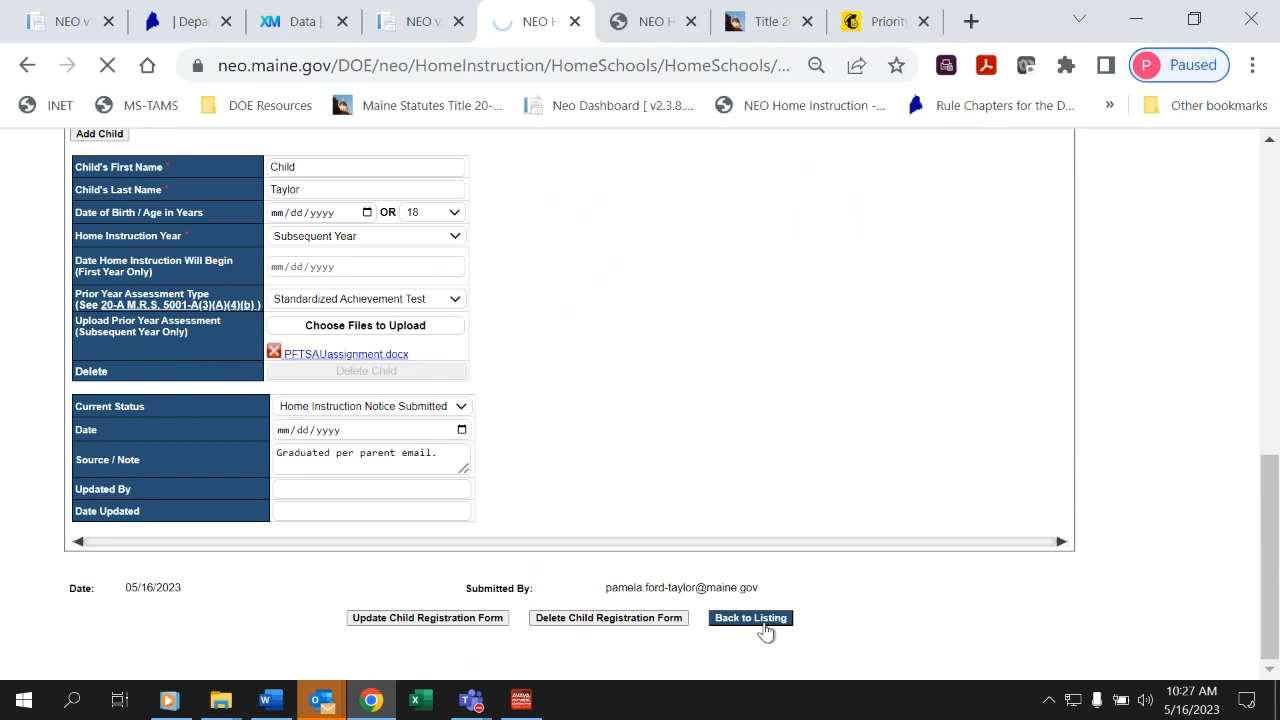 NEO v
| Depa
XM Data |
NEO v
NEO H
NEO H
Title 2
Priorit
neo.maine.gov/DOE/neo/HomeInstruction/HomeSchools/HomeSchools/...
P Paused
INET
MS-TAMS
DOE Resources
Maine Statutes Title 20-...
Neo Dashboard [ v2.3.8....
NEO Home Instruction -...
Rule Chapters for the D...
»
Other bookmarks
Add Child
Child's First Name * Child
Child's Last Name * Taylor
Date of Birth / Age in Years mm/dd/yyyy OR 18
Home Instruction Year * Subsequent Year
Date Home Instruction Will Begin
(First Year Only) mm/dd/yyyy
Prior Year Assessment Type
(See 20-A M.R.S. 5001-A(3)(A)(4)(b) ) Standardized Achievement Test
Upload Prior Year Assessment
(Subsequent Year Only) Choose Files to Upload
PFTSAUassignment.docx
Delete Delete Child
Current Status Home Instruction Notice Submitted
Date mm/dd/yyyy
Source / Note Graduated per parent email.
Updated By
Date Updated
Date: 05/16/2023 Submitted By: pamela.ford-taylor@maine.gov
Update Child Registration Form Delete Child Registration Form Back to Listing
10:27 AM
5/16/2023